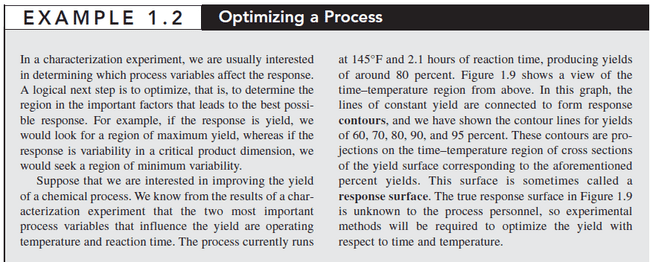 EXAMPLE 1.2 Optimizing a Process
In a characterization experiment, we are usually interested
in determining which process variables affect the response.
A logical next step is to optimize, that is, to determine the
region in the important factors that leads to the best possi-
ble response. For example, if the response is yield, we
would look for a region of maximum yield, whereas if the
response is variability in a critical product dimension, we
would seek a region of minimum variability.
Suppose that we are interested in improving the yield
of a chemical process. We know from the results of a char-
acterization experiment that the two most important
process variables that influence the yield are operating
temperature and reaction time. The process currently runs
at 145°F and 2.1 hours of reaction time, producing yields
of around 80 percent. Figure 1.9 shows a view of the
time–temperature region from above. In this graph, the
lines of constant yield are connected to form response
contours, and we have shown the contour lines for yields
of 60, 70, 80, 90, and 95 percent. These contours are pro-
jections on the time–temperature region of cross sections
of the yield surface corresponding to the aforementioned
percent yields. This surface is sometimes called a
response surface. The true response surface in Figure 1.9
is unknown to the process personnel, so experimental
methods will be required to optimize the yield with
respect to time and temperature.